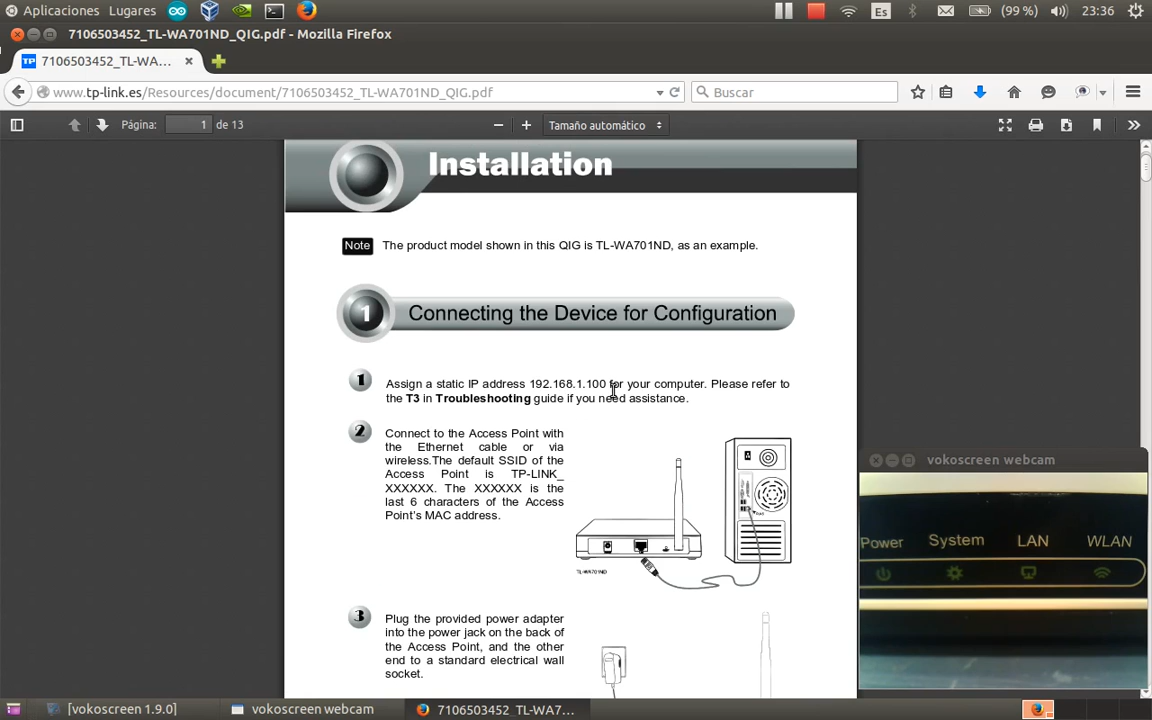 Aplicaciones Lugares Es (99 %) 23:36
7106503452_TL-WA701ND_QIG.pdf - Mozilla Firefox
TP 7106503452_TL-WA...
www.tp-link.es/Resources/document/7106503452_TL-WA701ND_QIG.pdf Buscar
Página: 1 de 13 Tamaño automático
Installation
Note The product model shown in this QIG is TL-WA701ND, as an example.
1 Connecting the Device for Configuration
1 Assign a static IP address 192.168.1.100 for your computer. Please refer to
the T3 in Troubleshooting guide if you need assistance.
2 Connect to the Access Point with
the Ethernet cable or via
wireless.The default SSID of the
Access Point is TP-LINK_
XXXXXX. The XXXXXX is the
last 6 characters of the Access
Point's MAC address.
TL-WA701ND
3 Plug the provided power adapter
into the power jack on the back of
the Access Point, and the other
end to a standard electrical wall
socket.
vokoscreen webcam
Power System LAN WLAN
[vokoscreen 1.9.0] vokoscreen webcam 7106503452_TL-WA7...